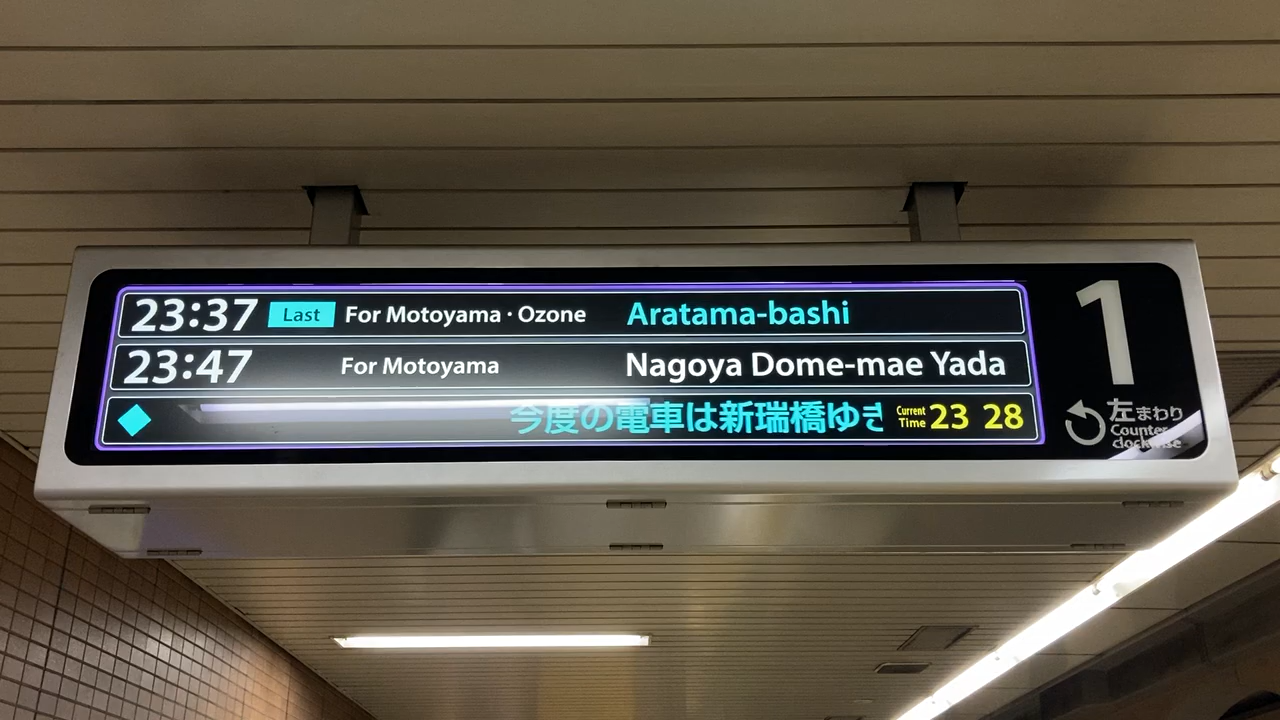 23:37 Last For Motoyama・Ozone Aratama-bashi
23:47 For Motoyama Nagoya Dome-mae Yada
今度の電車は新瑞橋ゆき Current Time 23 28
1
左まわり
Counter
clockwise